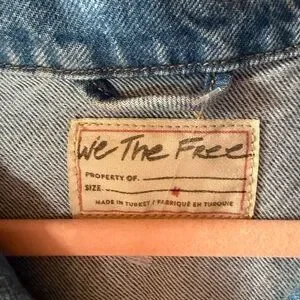 We The Free
PROPERTY OF.
SIZE.
MADE IN TURKEY / FABRIQUÉ EN TURQUIE